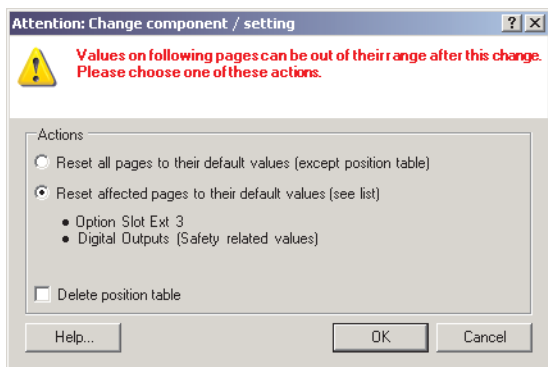 Attention: Change component / setting
Values on following pages can be out of their range after this change.
Please choose one of these actions.
Actions
Reset all pages to their default values (except position table)
Reset affected pages to their default values (see list)
● Option Slot Ext 3
● Digital Outputs (Safety related values)
Delete position table
Help...
OK
Cancel